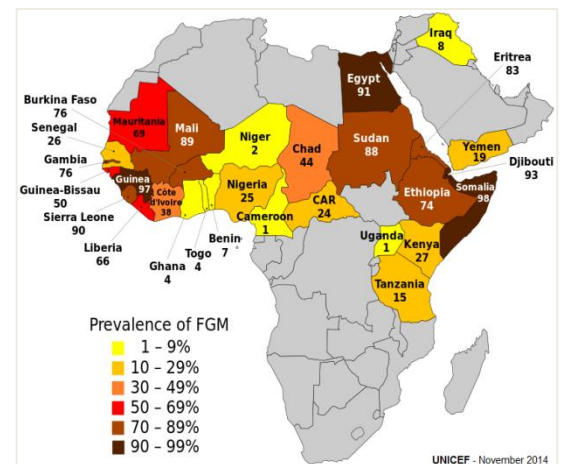 Iraq
8
Eritrea
83
Egypt
91
Burkina Faso
76
Mauritania
69
Mali
89
Niger
2
Chad
44
Sudan
88
Yemen
19
Senegal
26
Djibouti
93
Gambia
76
Guinea
97
Côte
d'Ivoire
38
Nigeria
25
CAR
24
Ethiopia
74
Somalia
98
Guinea-Bissau
50
Cameroon
1
Sierra Leone
90
Uganda
1
Kenya
27
Liberia
66
Benin
7
Togo
4
Ghana
4
Tanzania
15
Prevalence of FGM
1 – 9%
10 – 29%
30 – 49%
50 – 69%
70 – 89%
90 – 99%
UNICEF - November 2014